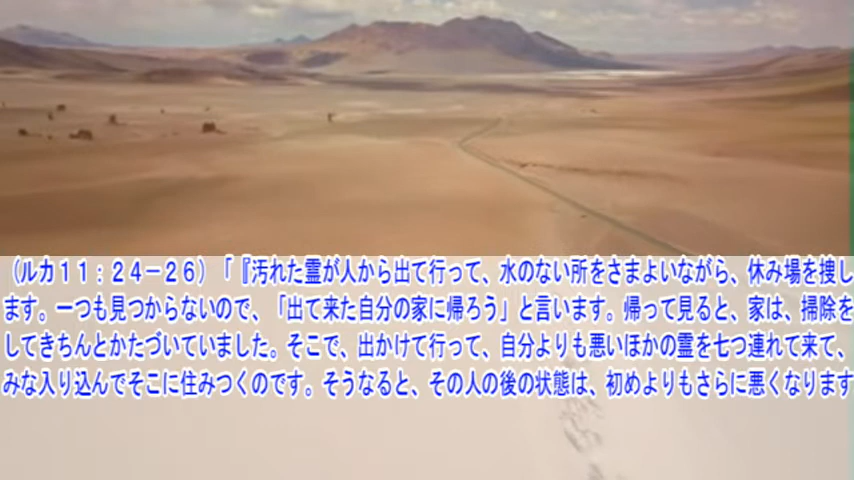 （ルカ１１：２４－２６）「『汚れた霊が人から出て行って、水のない所をさまよいながら、休み場を捜し
ます。一つも見つからないので、「出て来た自分の家に帰ろう」と言います。帰って見ると、家は、掃除を
してきちんとかたづいていました。そこで、出かけて行って、自分よりも悪いほかの霊を七つ連れて来て、
みな入り込んでそこに住みつくのです。そうなると、その人の後の状態は、初めよりもさらに悪くなります